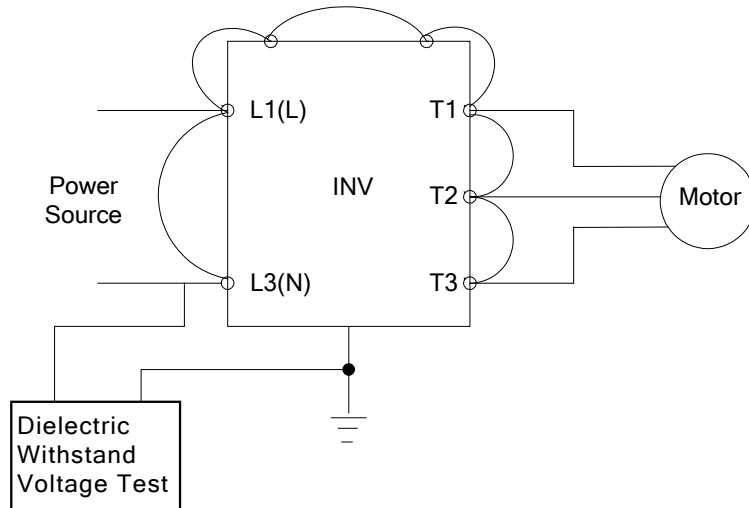 L1(L)
T1
Power
Source
INV
T2
Motor
L3(N)
T3
Dielectric
Withstand
Voltage Test